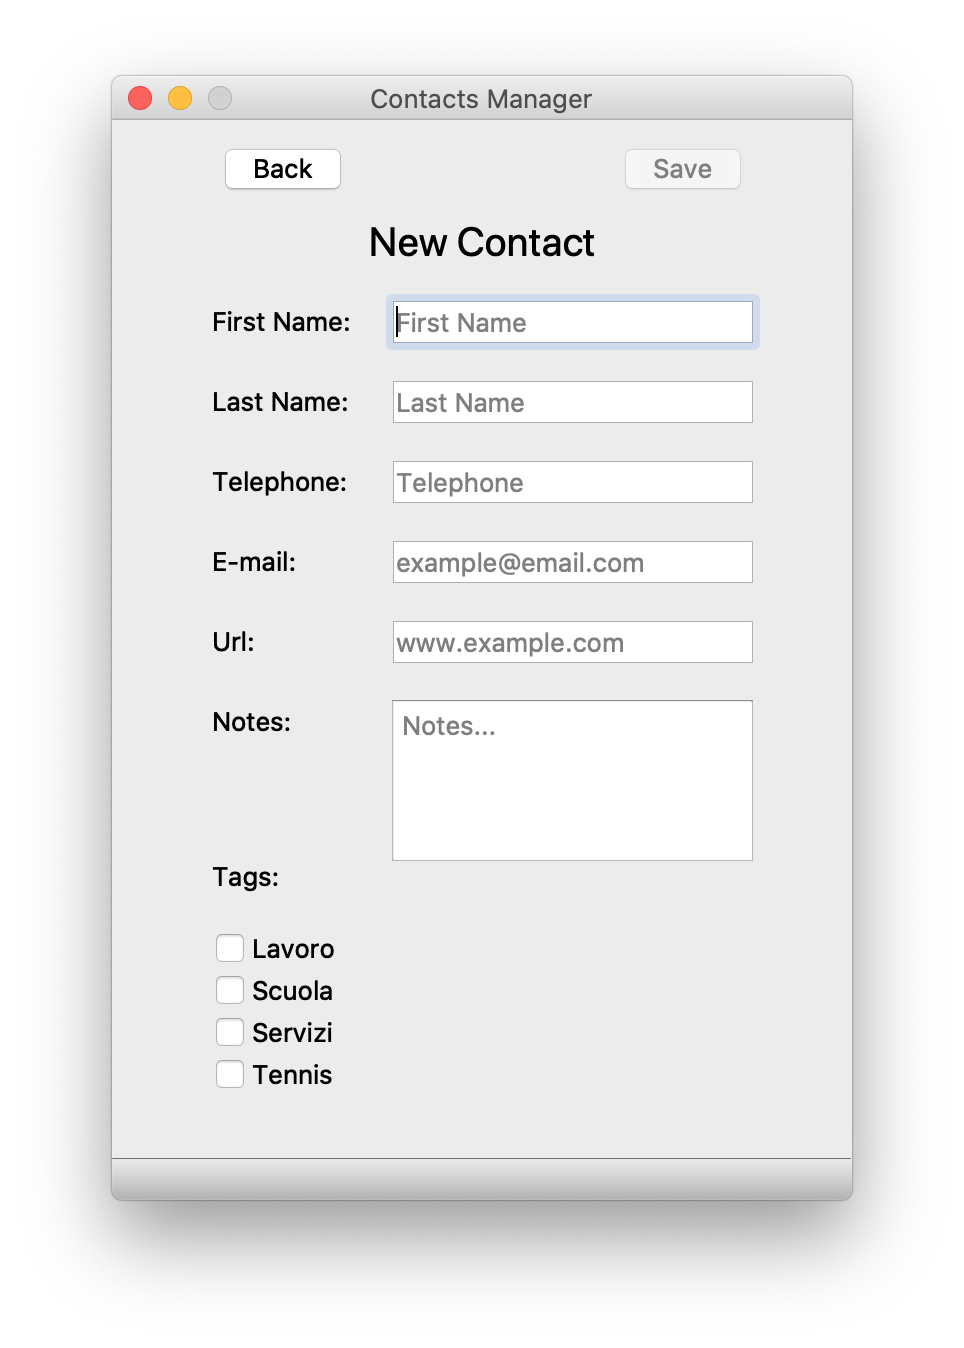 Contacts Manager
Back Save
New Contact
First Name: First Name
Last Name: Last Name
Telephone: Telephone
E-mail: example@email.com
Url: www.example.com
Notes: Notes...
Tags:
Lavoro
Scuola
Servizi
Tennis